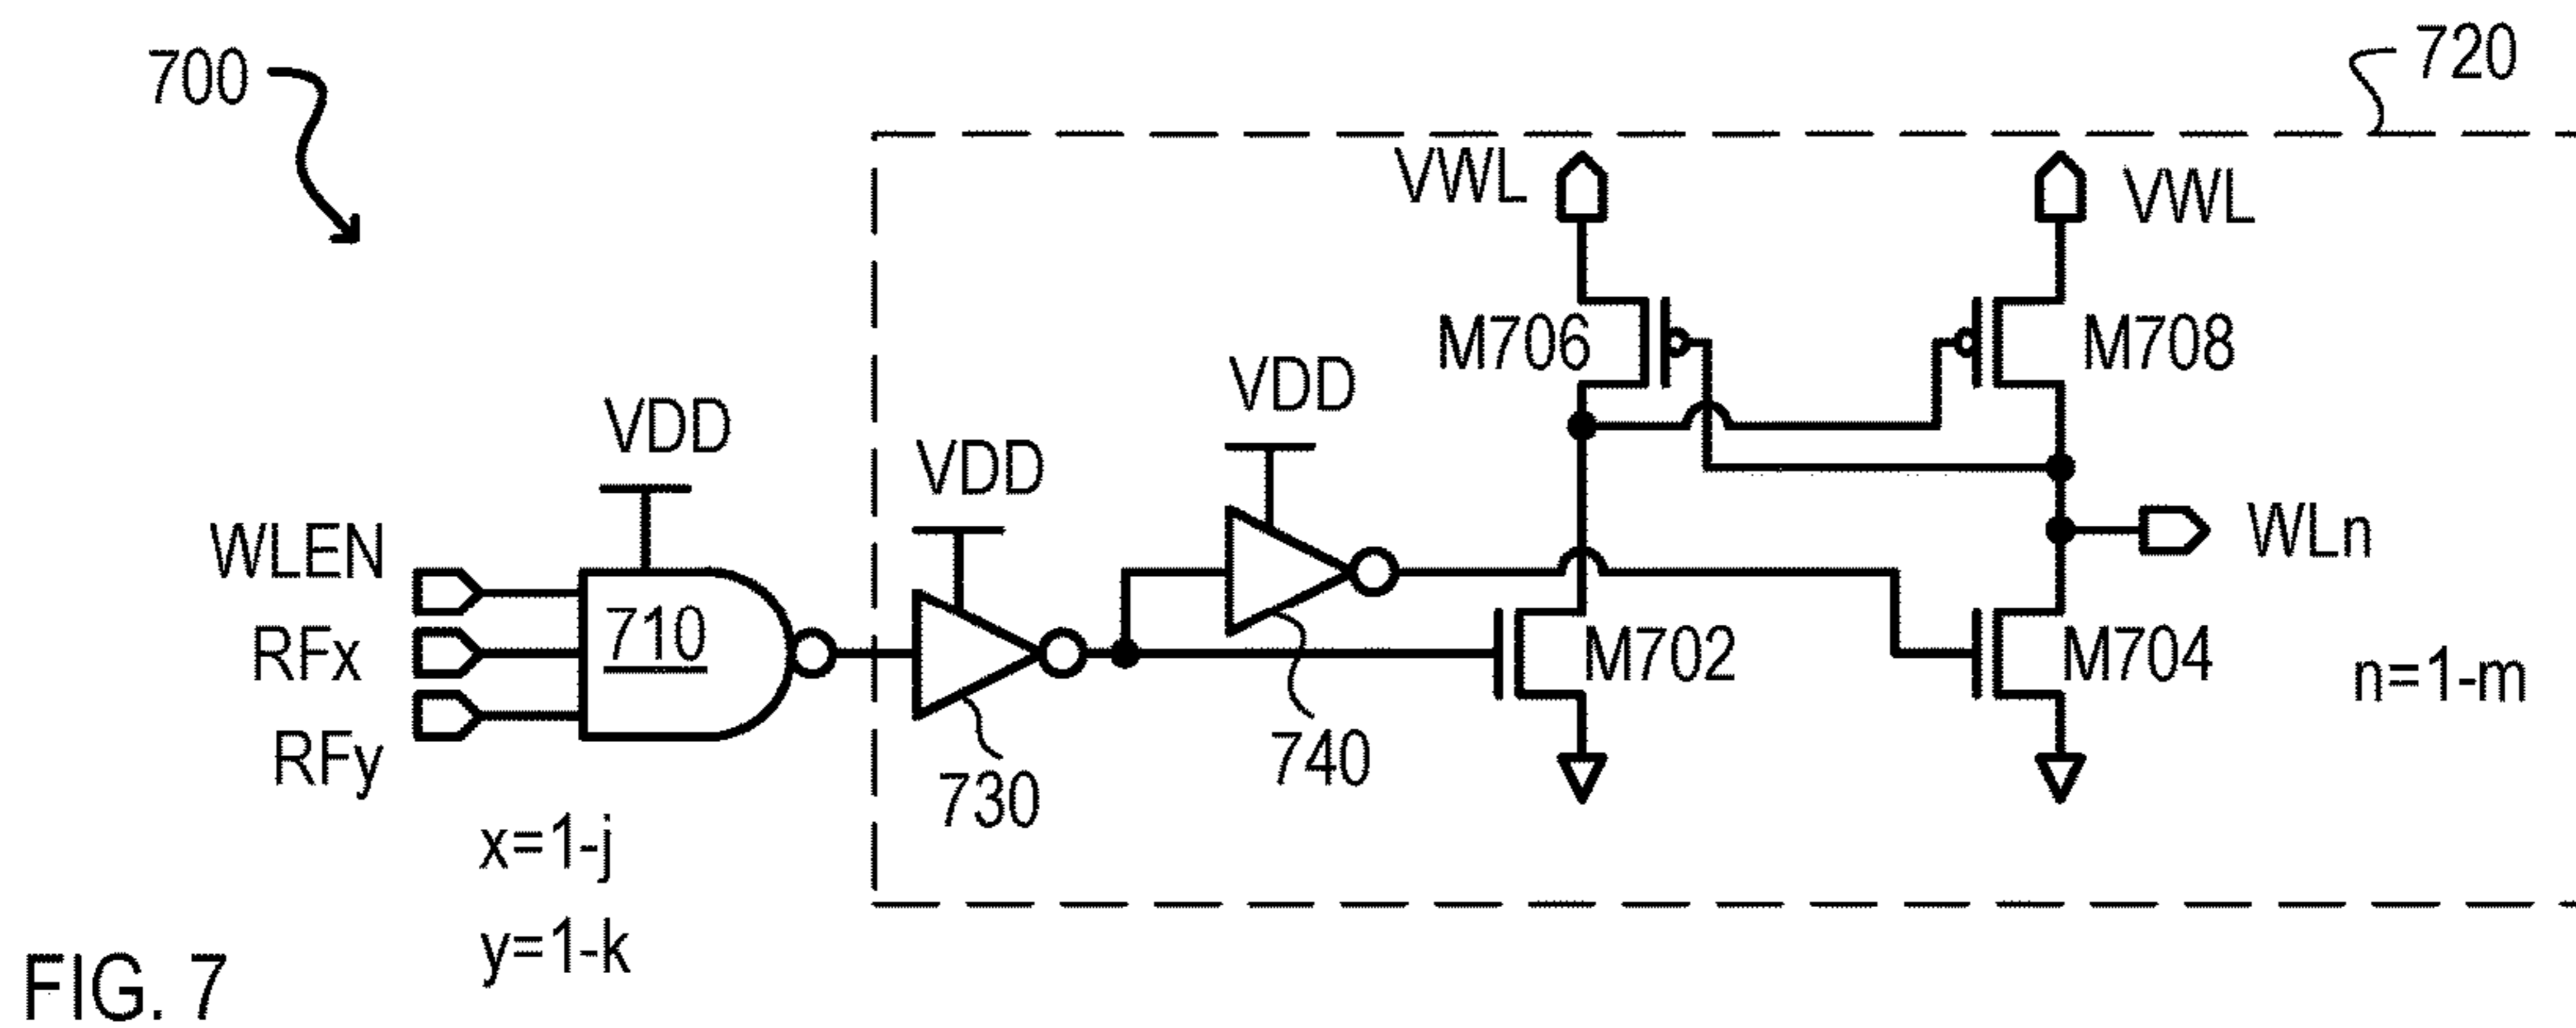 700
720
VWL
VWL
M706
M708
VDD
VDD
VDD
WLEN
710
WLn
RFx
M702
M704
n=1-m
RFy
730
740
x=1-j
y=1-k
FIG. 7